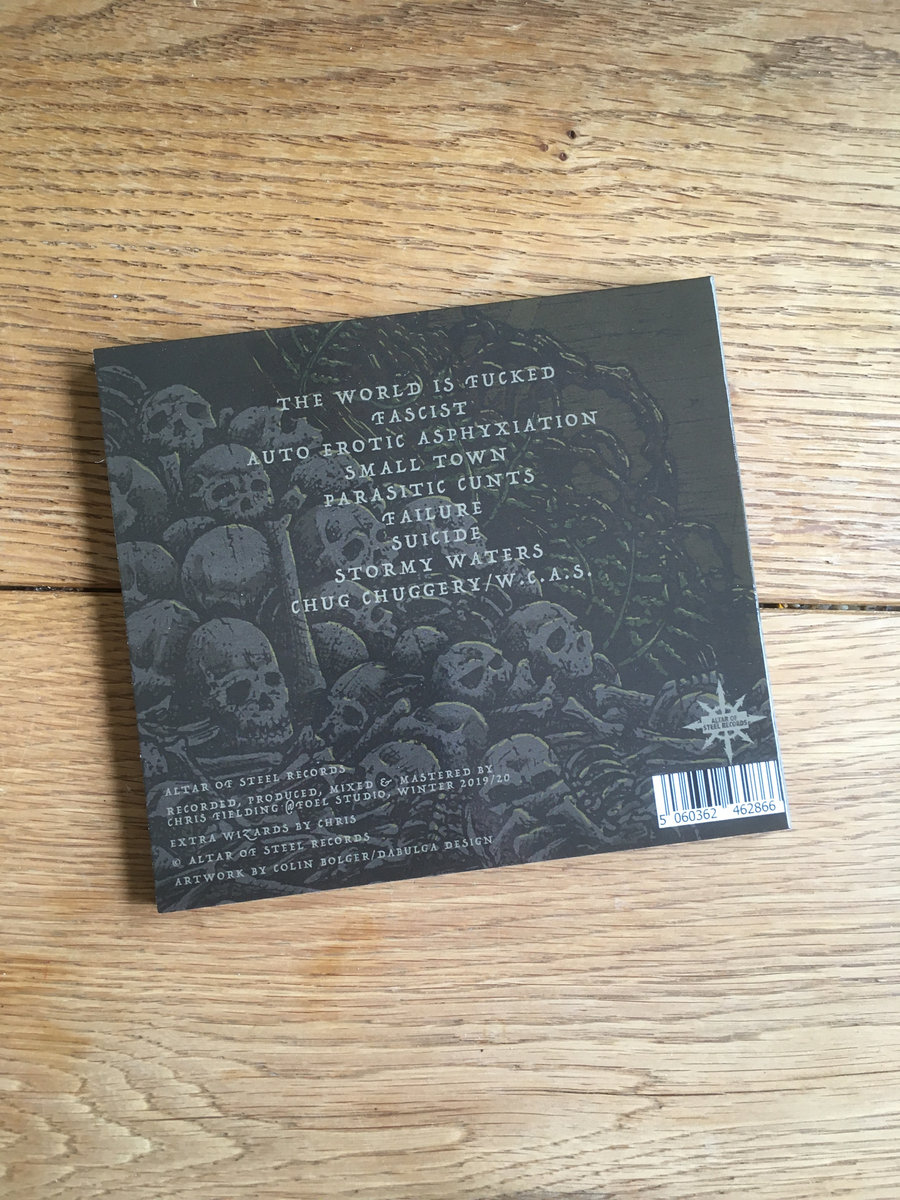 THE WORLD IS FUCKED
FASCIST
AUTO EROTIC ASPHYXIATION
SMALL TOWN
PARASITIC CUNTS
FAILURE
SUICIDE
STORMY WATERS
CHUG CHUGGERY/W.C.A.S.
ALTAR OF STEEL RECORDS
RECORDED, PRODUCED, MIXED & MASTERED BY
CHRIS FIELDING @FOEL STUDIO, WINTER 2019/20
EXTRA WIZARDS BY CHRIS
© ALTAR OF STEEL RECORDS
ARTWORK BY COLIN BOLGER/DABULGA DESIGN
ALTAR OF
STEEL RECORDS
5 060362 462866